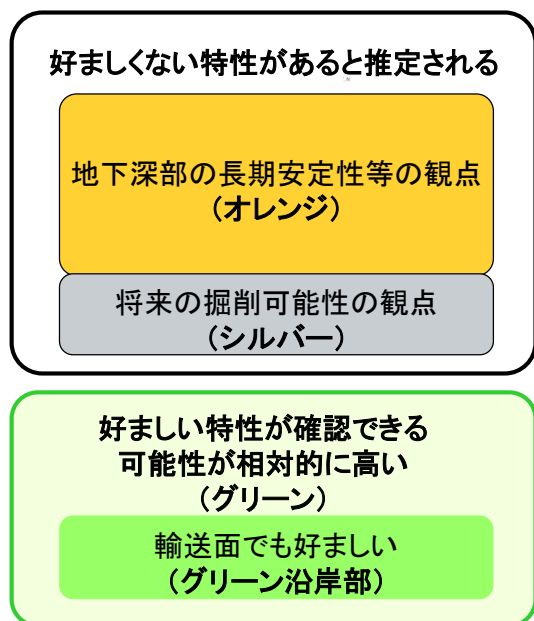 好ましくない特性があると推定される
地下深部の長期安定性等の観点
（オレンジ）
将来の掘削可能性の観点
（シルバー）
好ましい特性が確認できる
可能性が相対的に高い
（グリーン）
輸送面でも好ましい
（グリーン沿岸部）